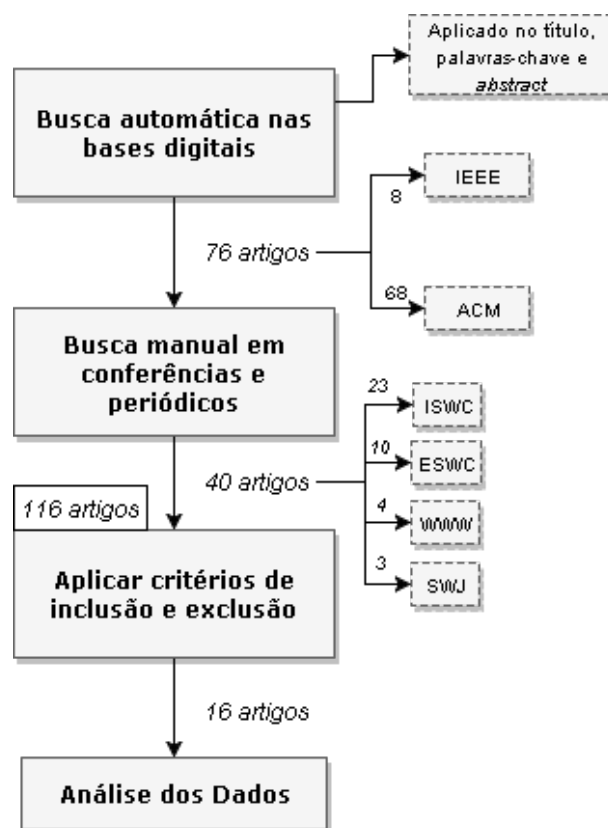 Aplicado no título,
palavras-chave e
abstract
Busca automática nas
bases digitais
IEEE
8
76 artigos
68
ACM
Busca manual em
conferências e
periódicos
23
ISWC
10
ESWC
40 artigos
4
WWW
116 artigos
3
SWJ
Aplicar critérios de
inclusão e exclusão
16 artigos
Análise dos Dados